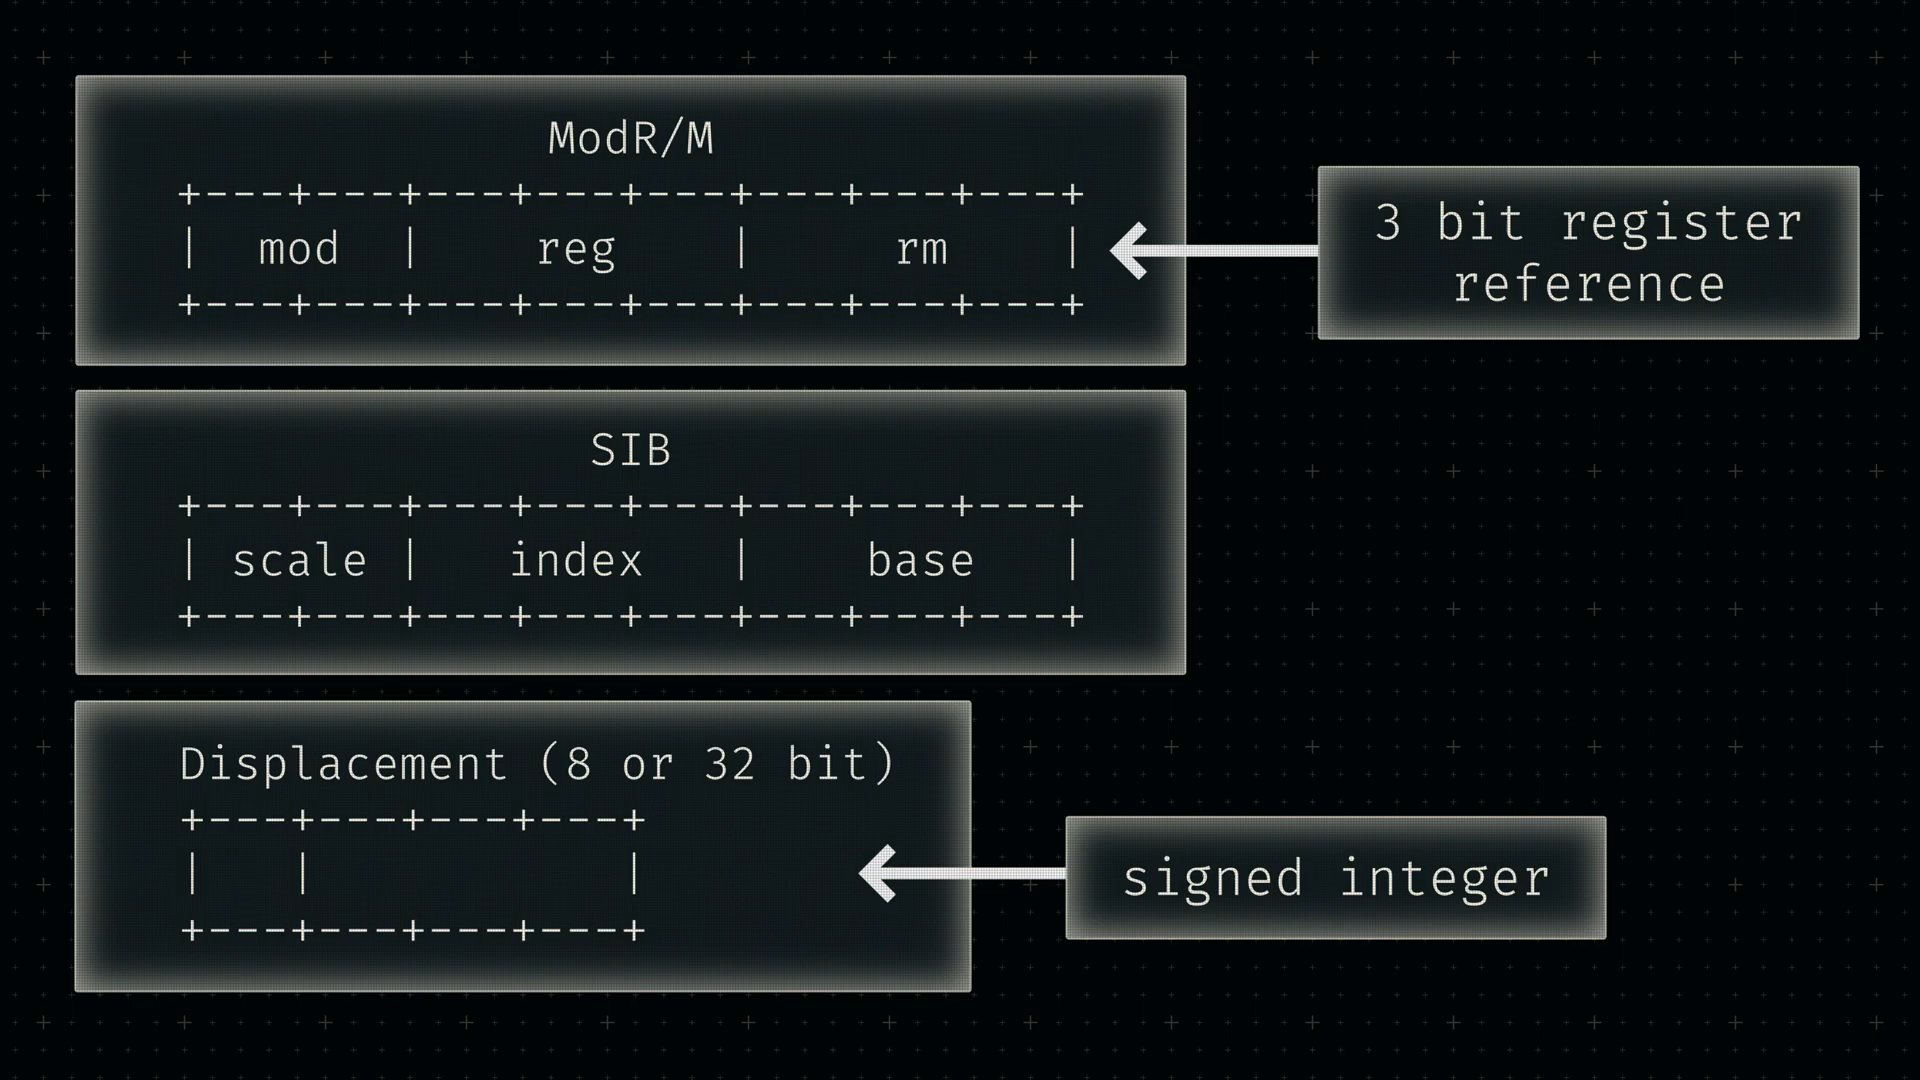 ModR/M
+---+---+---+---+---+---+---+---+
|  mod  |    reg    |     rm    |
+---+---+---+---+---+---+---+---+
3 bit register
reference
SIB
+---+---+---+---+---+---+---+---+
| scale |   index   |    base   |
+---+---+---+---+---+---+---+---+
Displacement (8 or 32 bit)
+---+---+---+---+
|   |           |
+---+---+---+---+
signed integer